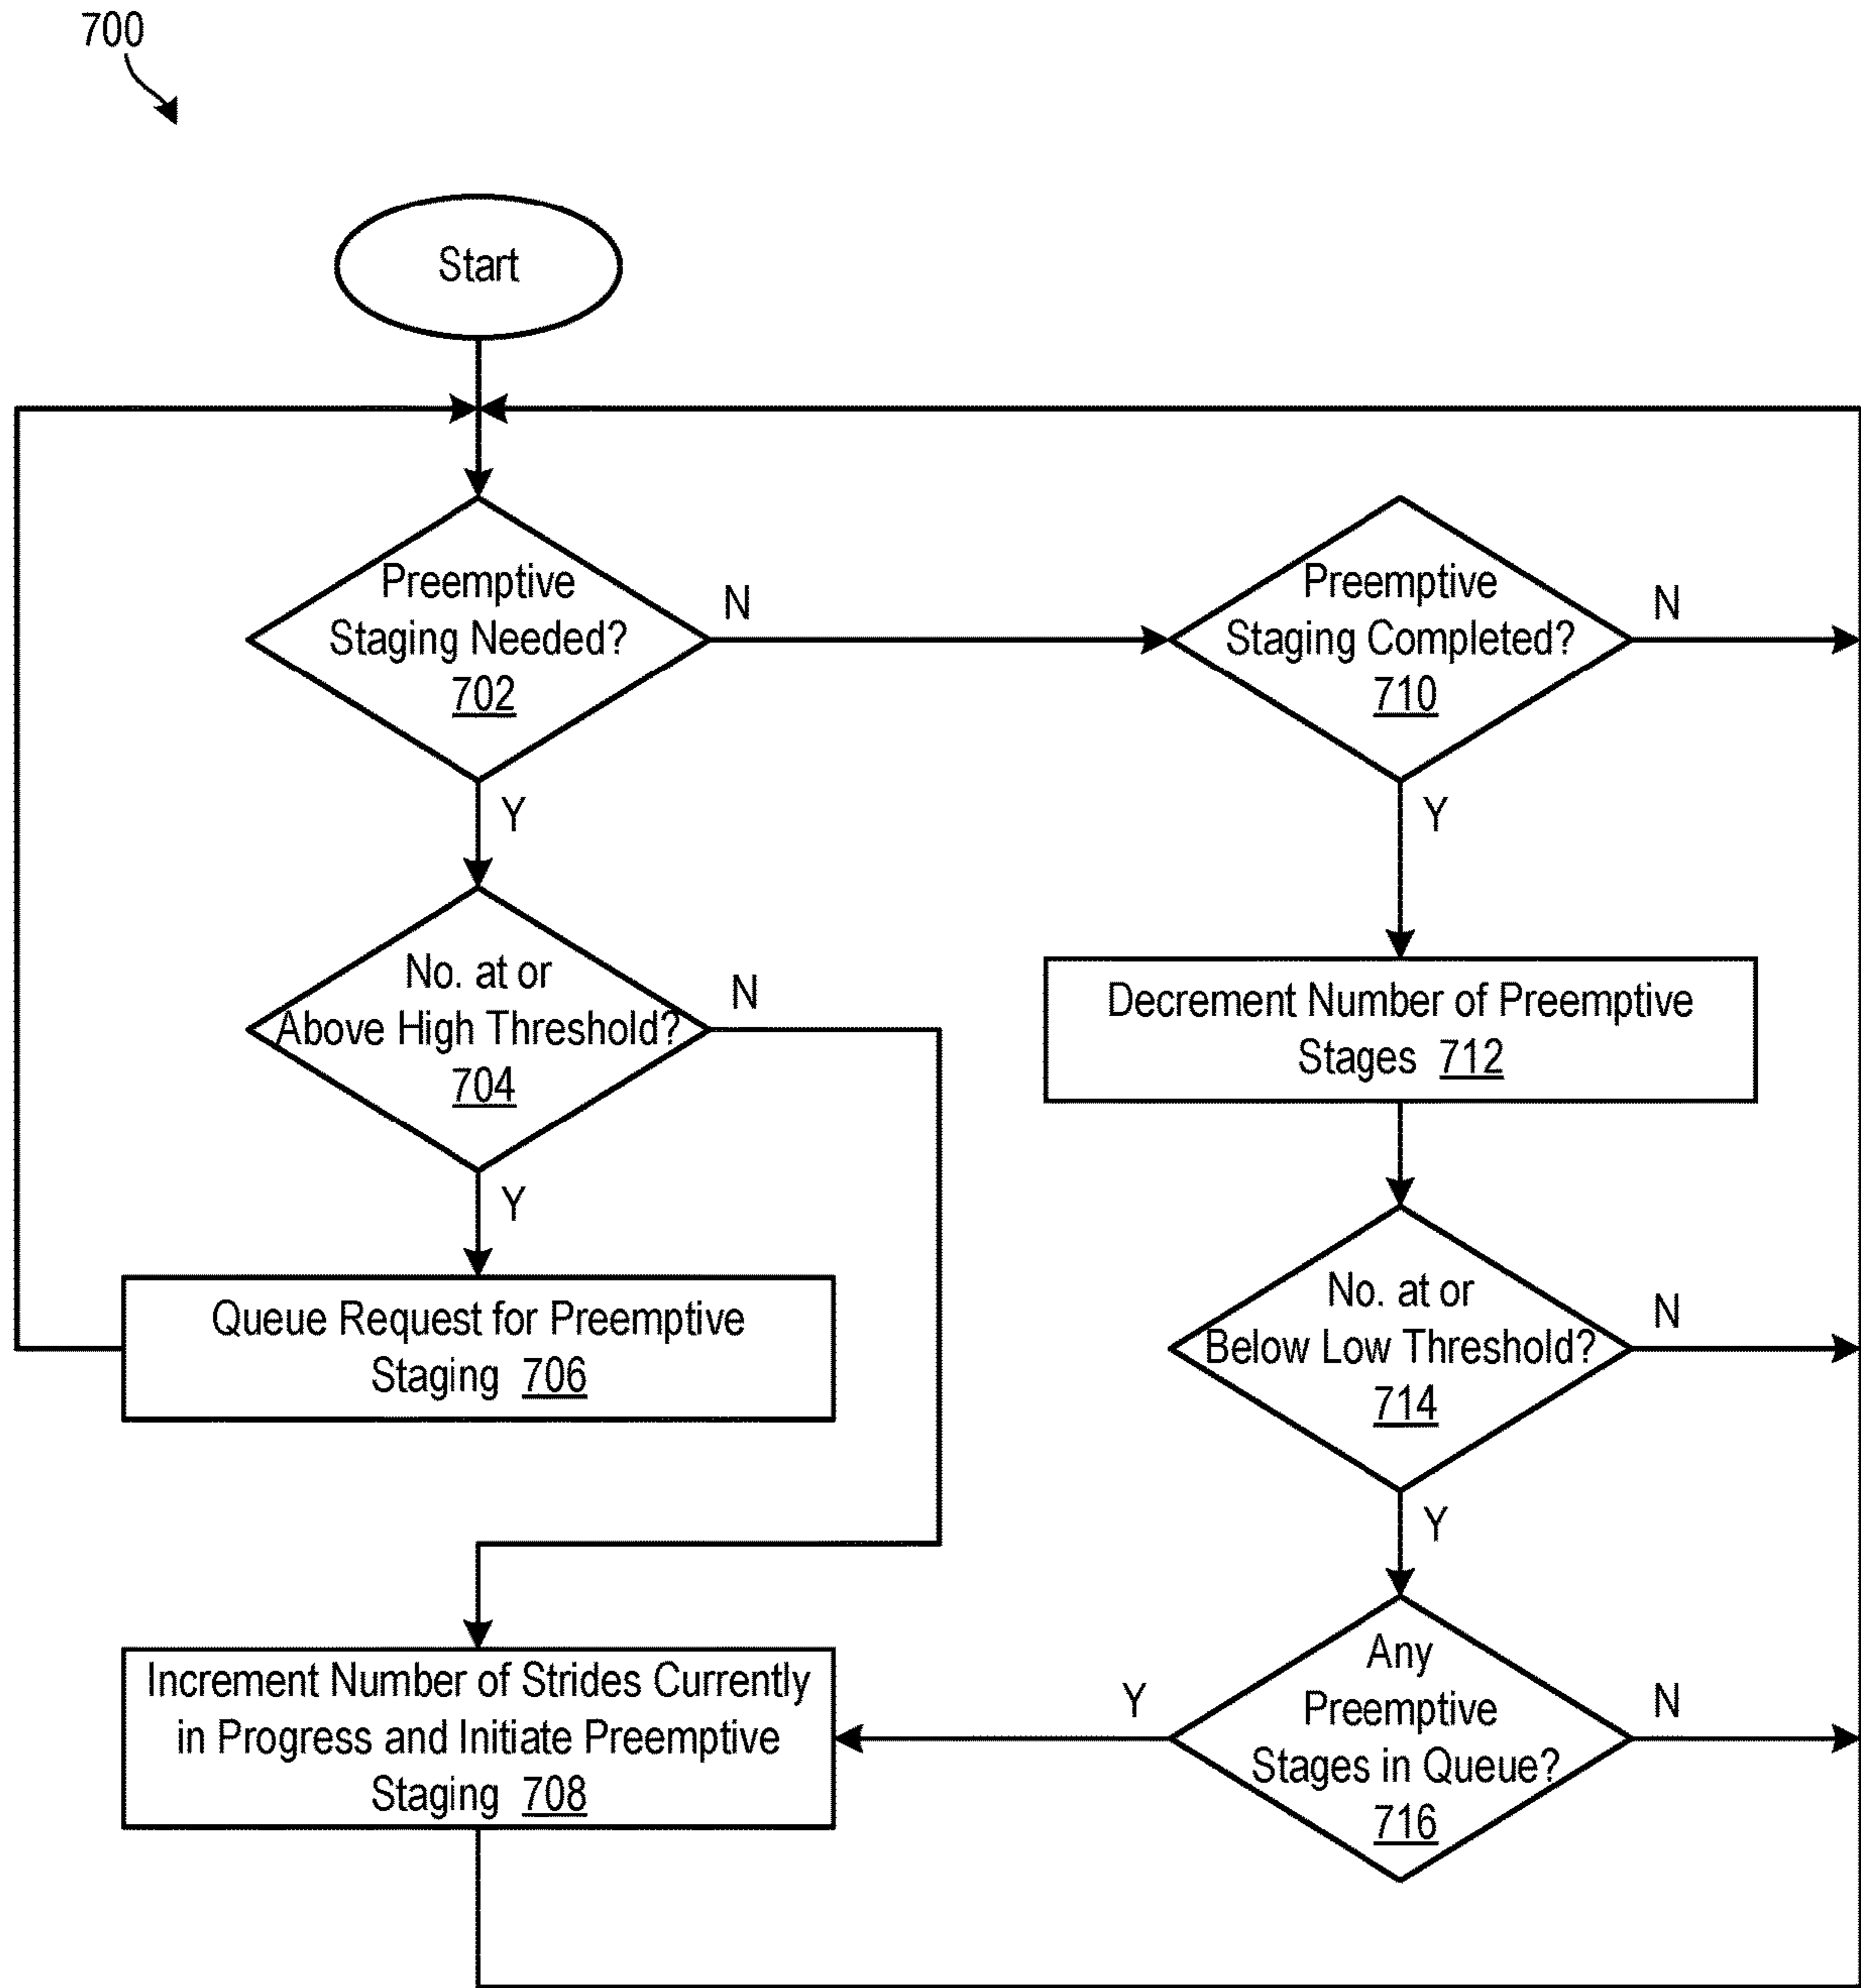 700
Start
Preemptive
Staging Needed?
702
N
Y
Preemptive
Staging Completed?
710
N
Y
No. at or
Above High Threshold?
704
N
Y
Decrement Number of Preemptive
Stages 712
Queue Request for Preemptive
Staging 706
No. at or
Below Low Threshold?
714
N
Y
Increment Number of Strides Currently
in Progress and Initiate Preemptive
Staging 708
Any
Preemptive
Stages in Queue?
716
Y
N